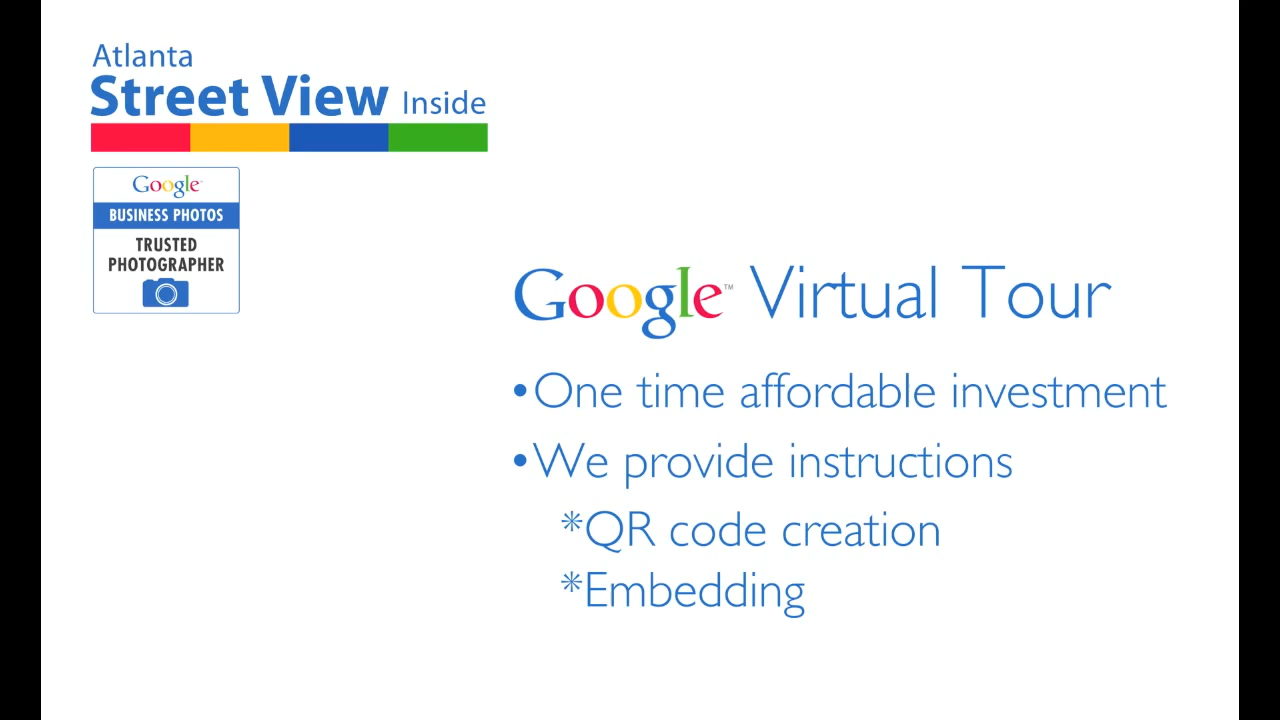 Atlanta
Street View Inside
Google
BUSINESS PHOTOS
TRUSTED
PHOTOGRAPHER
Google™ Virtual Tour
•One time affordable investment
•We provide instructions
*QR code creation
*Embedding